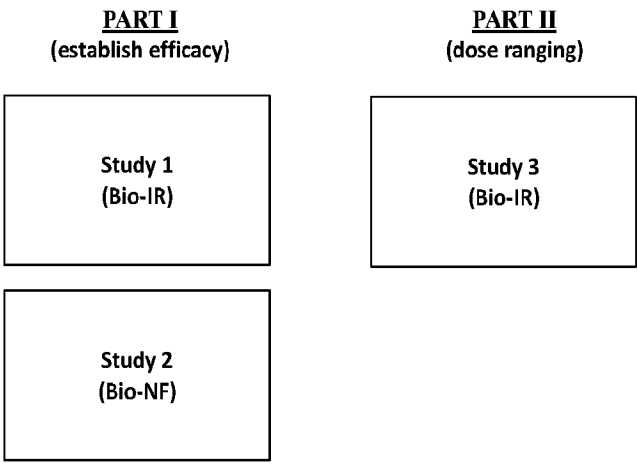 PART I
(establish efficacy)
Study 1
(Bio-IR)
Study 2
(Bio-NF)
PART II
(dose ranging)
Study 3
(Bio-IR)